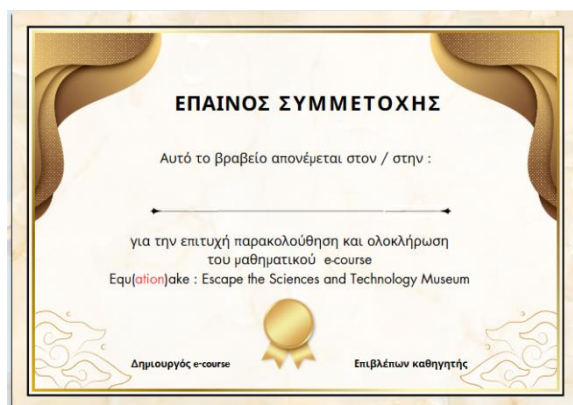 ΕΠΑΙΝΟΣ ΣΥΜΜΕΤΟΧΗΣ
Αυτό το βραβείο απονέμεται στον / στην :
για την επιτυχή παρακολούθηση και ολοκλήρωση
του μαθηματικού e-course
Equ(ation)ake : Escape the Sciences and Technology Museum
Δημιουργός e-course
Επιβλέπων καθηγητής